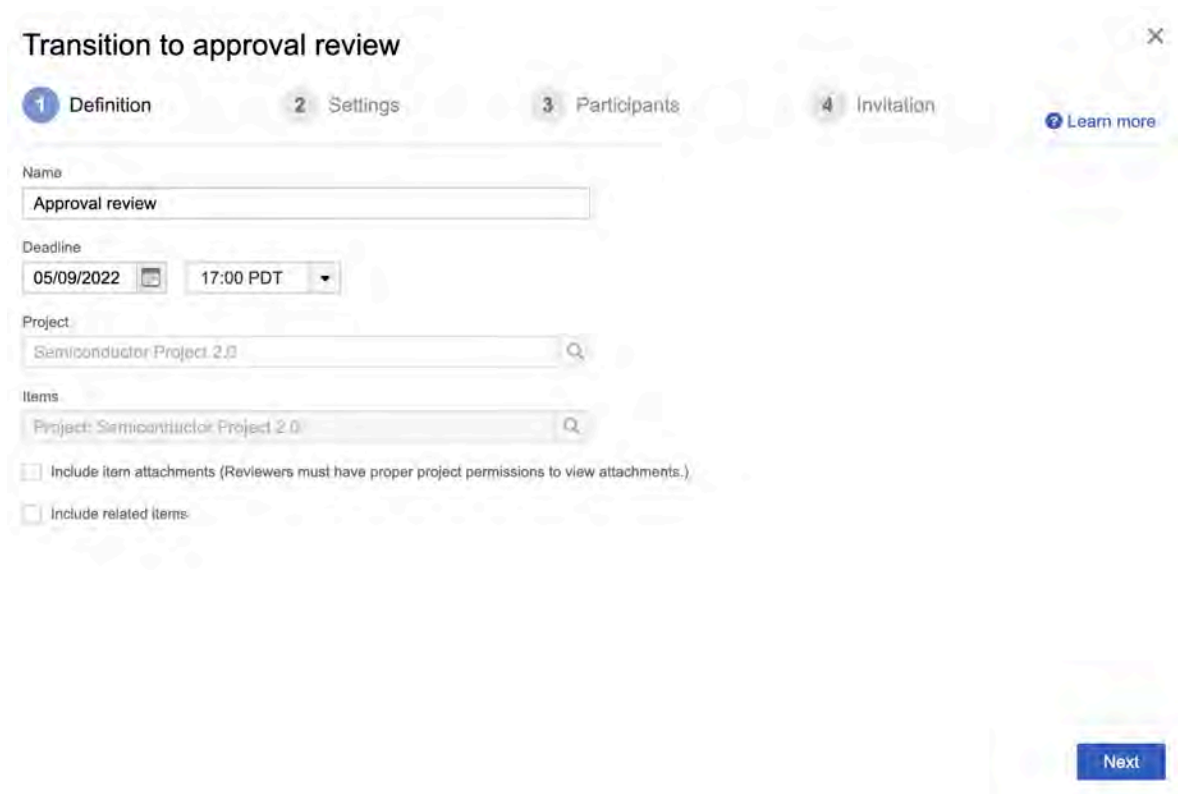 Transition to approval review
1 Definition 2 Settings 3 Participants 4 Invitation
Learn more
Name
Approval review
Deadline
05/09/2022 17:00 PDT
Project
Semiconductor Project 2.0
Items
Project: Semiconductor Project 2.0
Include item attachments (Reviewers must have proper project permissions to view attachments.)
Include related items
Next